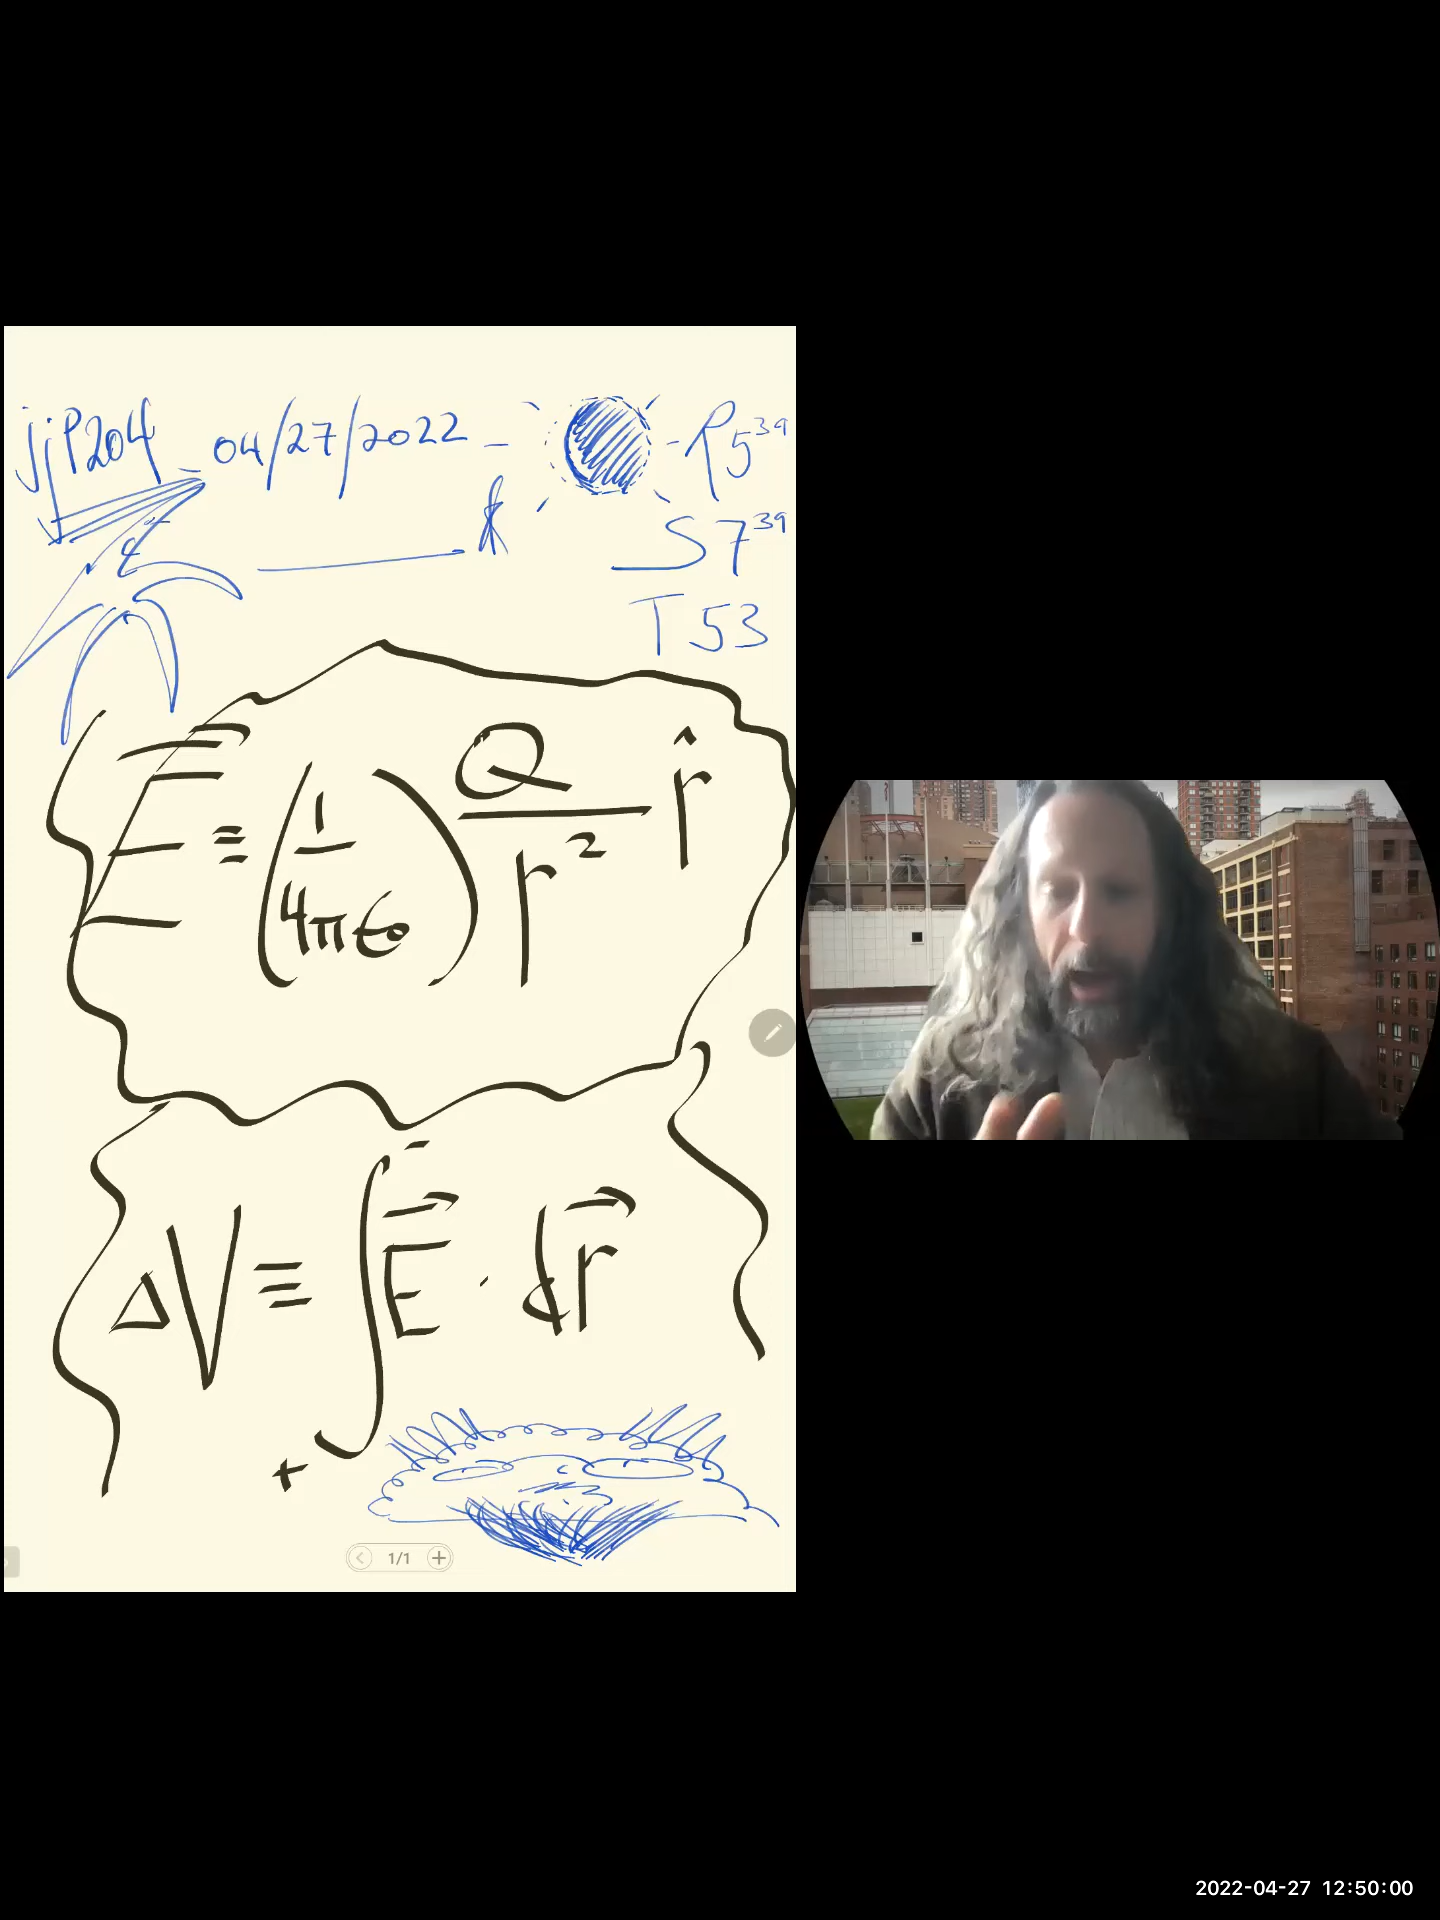 jjP204 - 04/27/2022 - - R5³⁹
S7³⁹
T53
E⃗ ≡ (1/4πϵ₀) Q/r² r̂
ΔV ≡ ∫₊⁻ E⃗ · dr⃗
1/1
2022-04-27 12:50:00